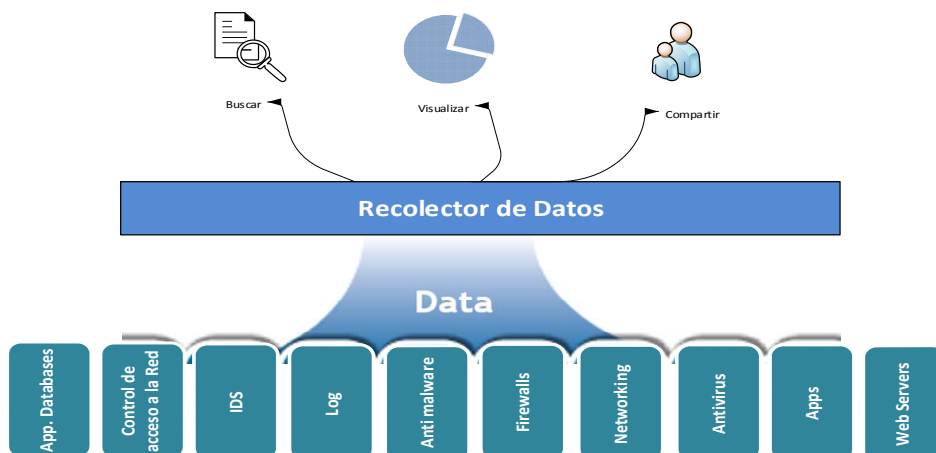 Buscar
Visualizar
Compartir
Recolector de Datos
Data
App. Databases
Control de
acceso a la Red
IDS
Log
Anti malware
Firewalls
Networking
Antivirus
Apps
Web Servers